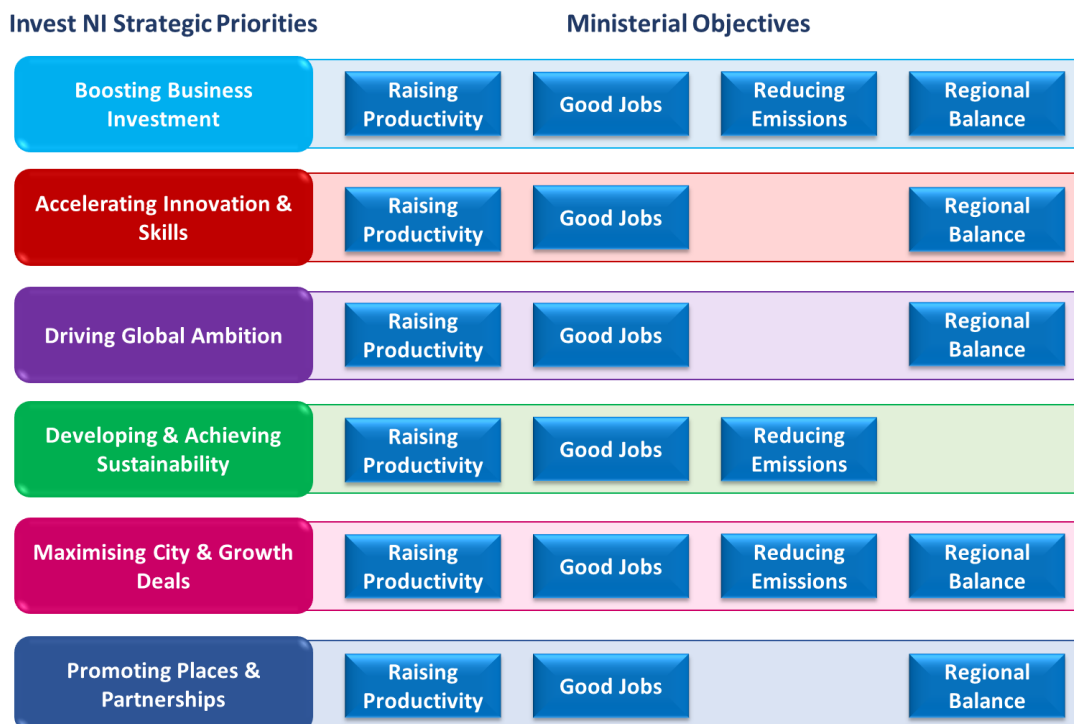 Invest NI Strategic Priorities
Ministerial Objectives
Boosting Business
Investment
Raising
Productivity
Good Jobs
Reducing
Emissions
Regional
Balance
Accelerating Innovation &
Skills
Raising
Productivity
Good Jobs
Regional
Balance
Driving Global Ambition
Raising
Productivity
Good Jobs
Regional
Balance
Developing & Achieving
Sustainability
Raising
Productivity
Good Jobs
Reducing
Emissions
Maximising City & Growth
Deals
Raising
Productivity
Good Jobs
Reducing
Emissions
Regional
Balance
Promoting Places &
Partnerships
Raising
Productivity
Good Jobs
Regional
Balance